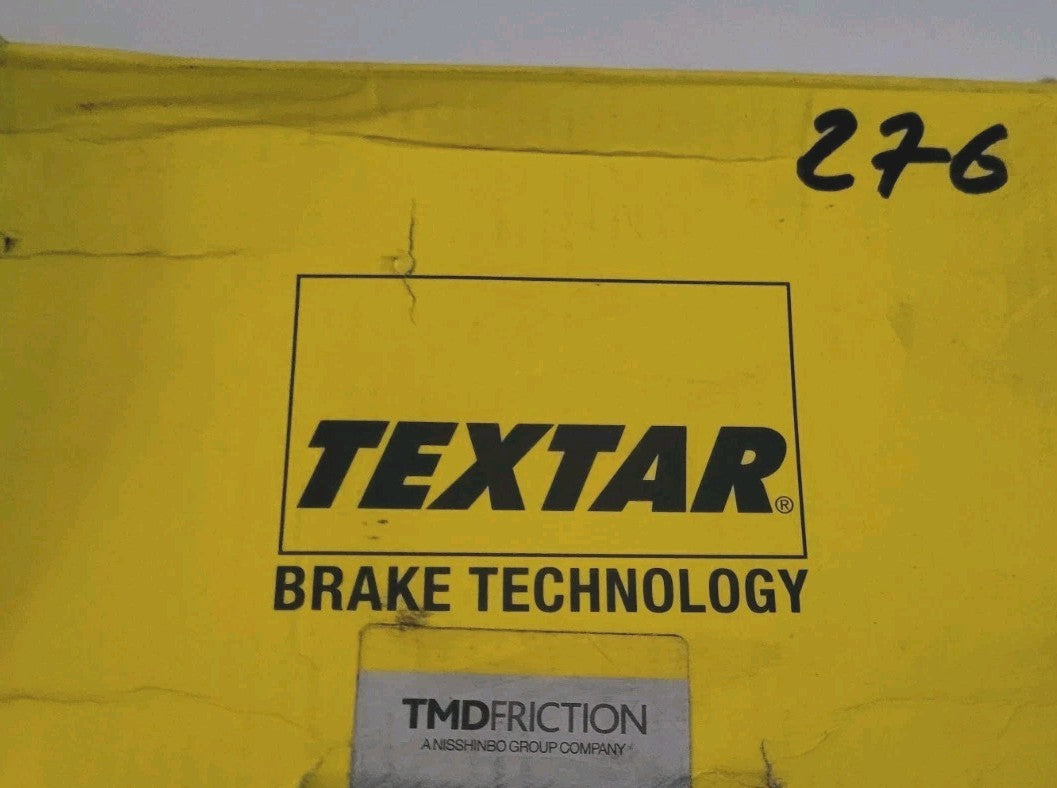 276
TEXTAR®
BRAKE TECHNOLOGY
TMDFRICTION
A NISSHINBO GROUP COMPANY